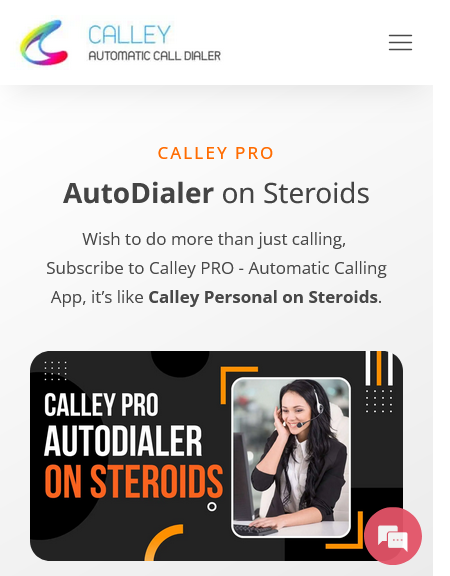 CALLEY
AUTOMATIC CALL DIALER
CALLEY PRO
AutoDialer on Steroids
Wish to do more than just calling,
Subscribe to Calley PRO - Automatic Calling
App, it’s like Calley Personal on Steroids.
CALLEY PRO
AUTODIALER
ON STEROIDS